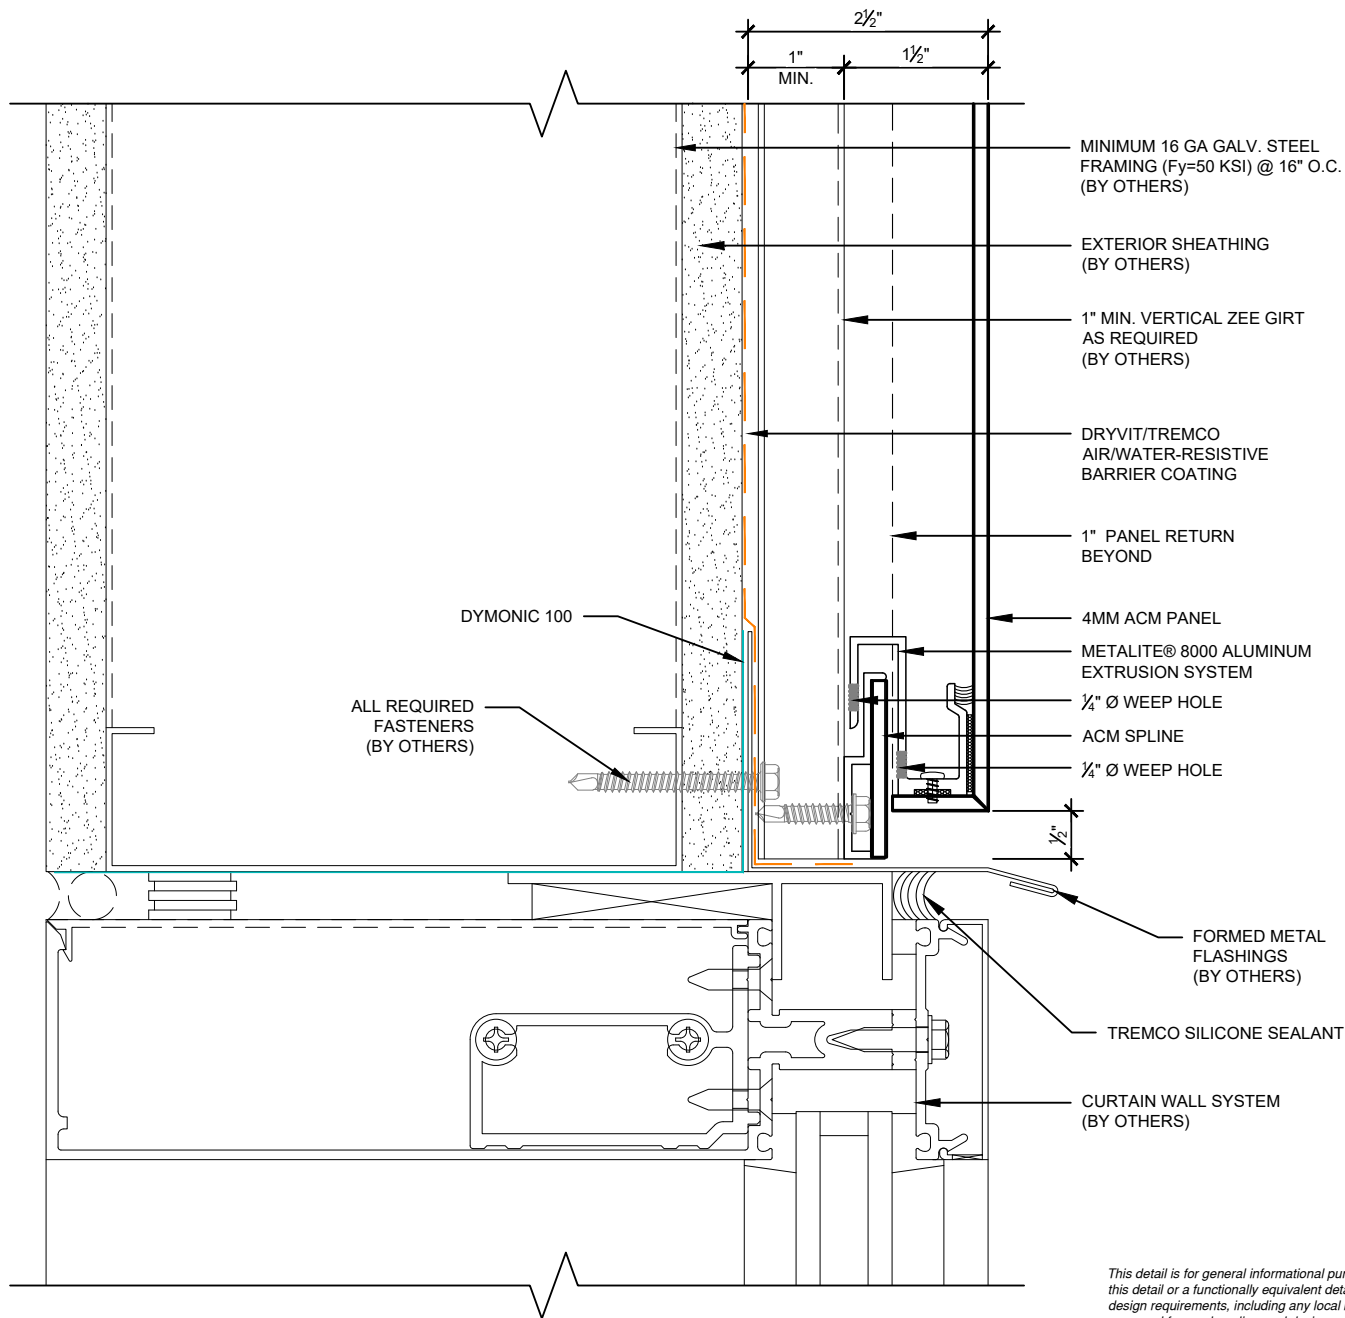 2½"
1"
MIN.
1½"
MINIMUM 16 GA GALV. STEEL
FRAMING (Fy=50 KSI) @ 16" O.C.
(BY OTHERS)
EXTERIOR SHEATHING
(BY OTHERS)
1" MIN. VERTICAL ZEE GIRT
AS REQUIRED
(BY OTHERS)
DRYVIT/TREMCO
AIR/WATER-RESISTIVE
BARRIER COATING
1" PANEL RETURN
BEYOND
DYMONIC 100
4MM ACM PANEL
METALITE® 8000 ALUMINUM
EXTRUSION SYSTEM
¼" Ø WEEP HOLE
ALL REQUIRED
FASTENERS
(BY OTHERS)
ACM SPLINE
¼" Ø WEEP HOLE
½"
FORMED METAL
FLASHINGS
(BY OTHERS)
TREMCO SILICONE SEALANT
CURTAIN WALL SYSTEM
(BY OTHERS)
This detail is for general informational
this detail or a functionally equivalent
design requirements, including any local